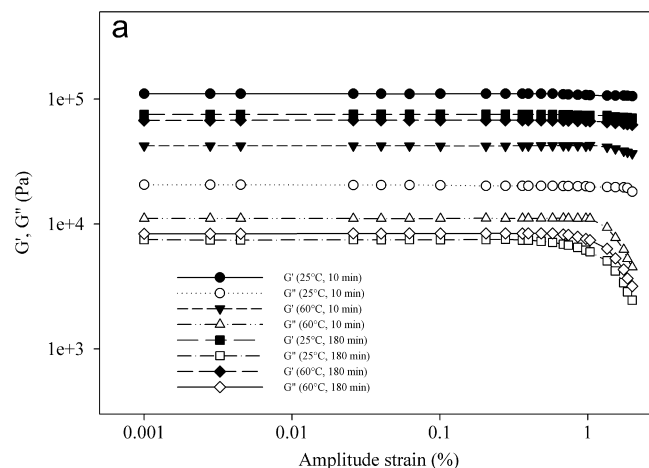 a
1e+5
1e+4
1e+3
G', G'' (Pa)
G' (25°C, 10 min)
G'' (25°C, 10 min)
G' (60°C, 10 min)
G'' (60°C, 10 min)
G' (25°C, 180 min)
G'' (25°C, 180 min)
G' (60°C, 180 min)
G'' (60°C, 180 min)
0.001 0.01 0.1 1
Amplitude strain (%)